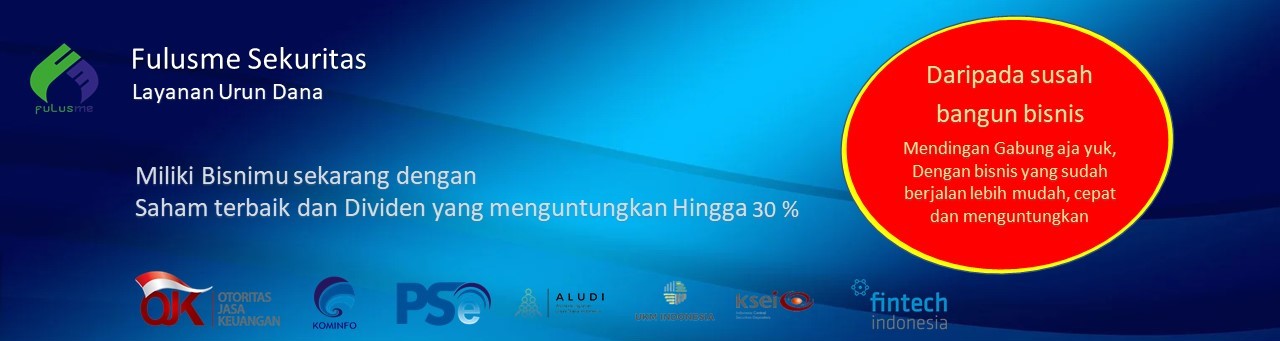 fulusme
Fulusme Sekuritas
Layanan Urun Dana
Miliki Bisnimu sekarang dengan
Saham terbaik dan Dividen yang menguntungkan Hingga 30 %
Daripada susah
bangun bisnis
Mendingan Gabung aja yuk,
Dengan bisnis yang sudah
berjalan lebih mudah, cepat
dan menguntungkan
OJK
OTORITAS
JASA
KEUANGAN
KOMINFO
PSe
ALUDI
UKM INDONESIA
ksei
fintech
indonesia